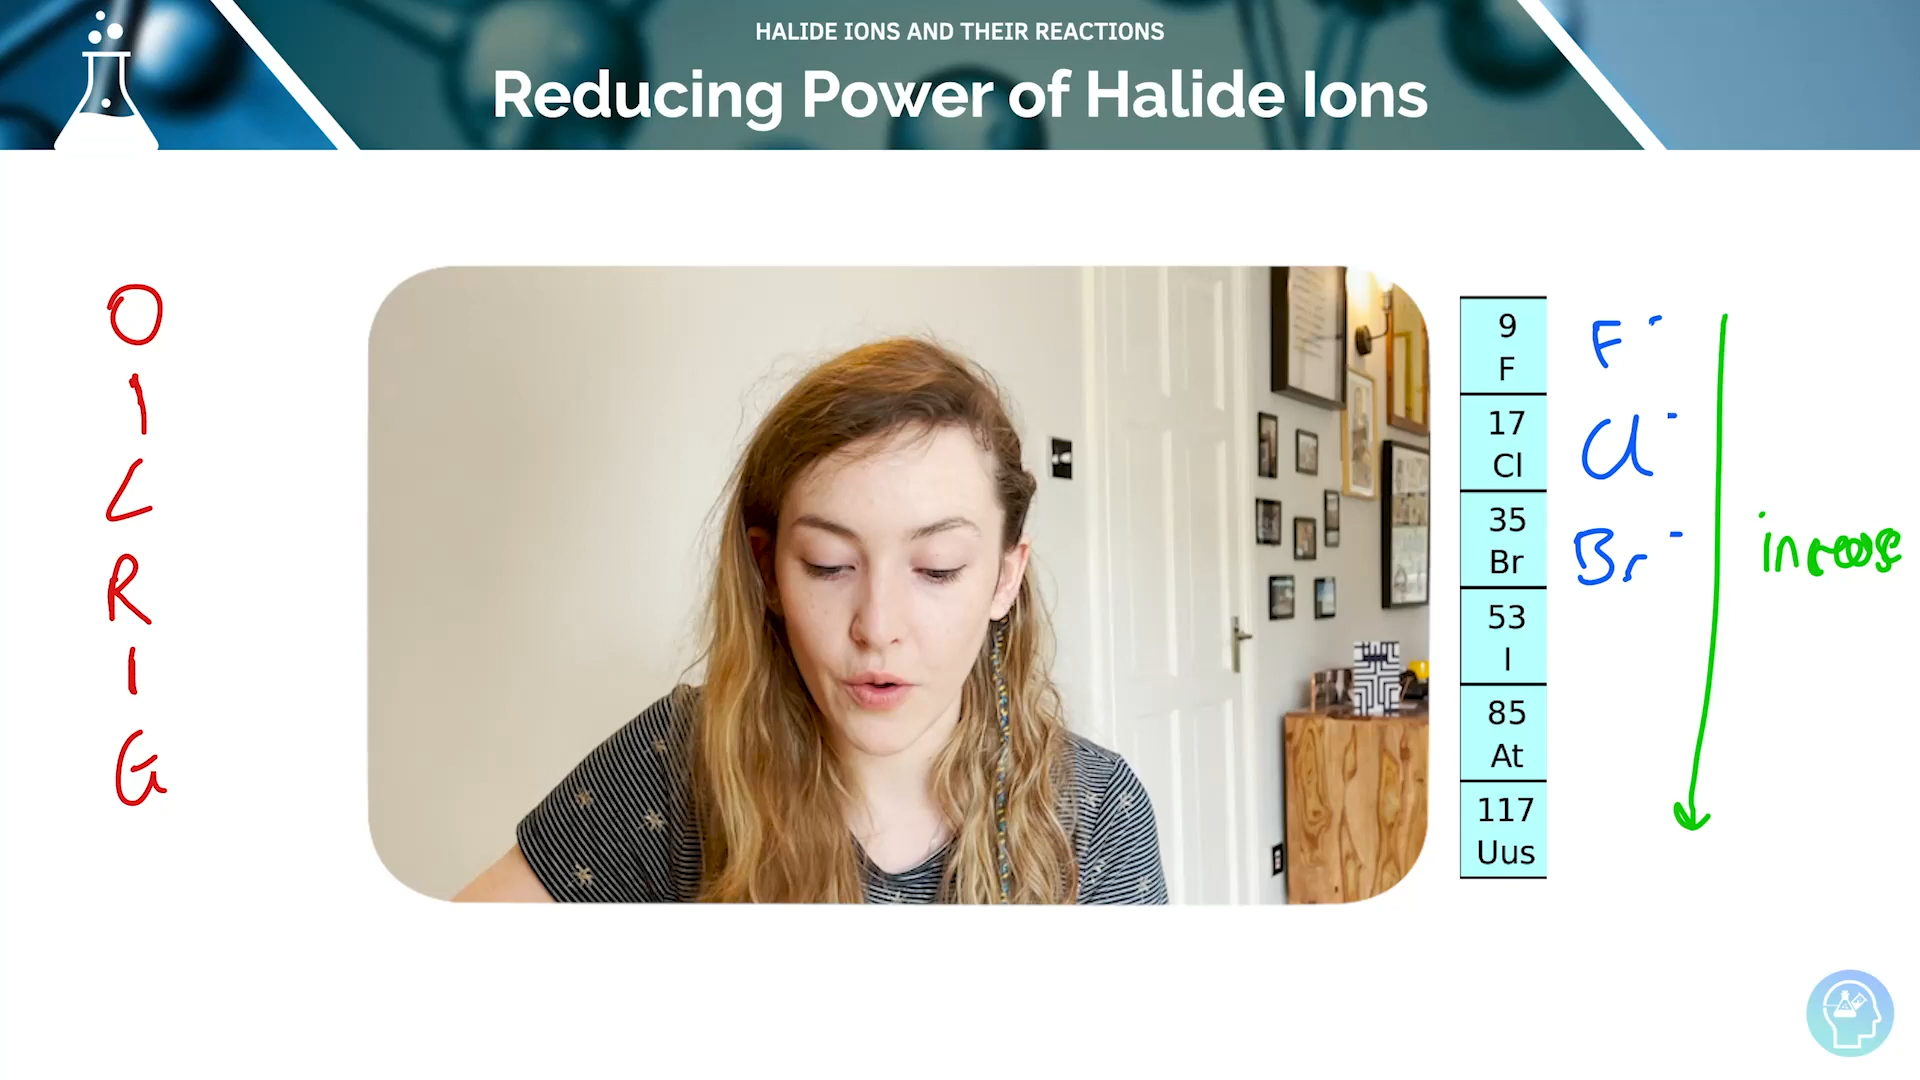 HALIDE IONS AND THEIR REACTIONS
Reducing Power of Halide Ions
O
I
L
R
I
G
9
F
17
Cl
35
Br
53
I
85
At
117
Uus
F⁻
Cl⁻
Br⁻
increase